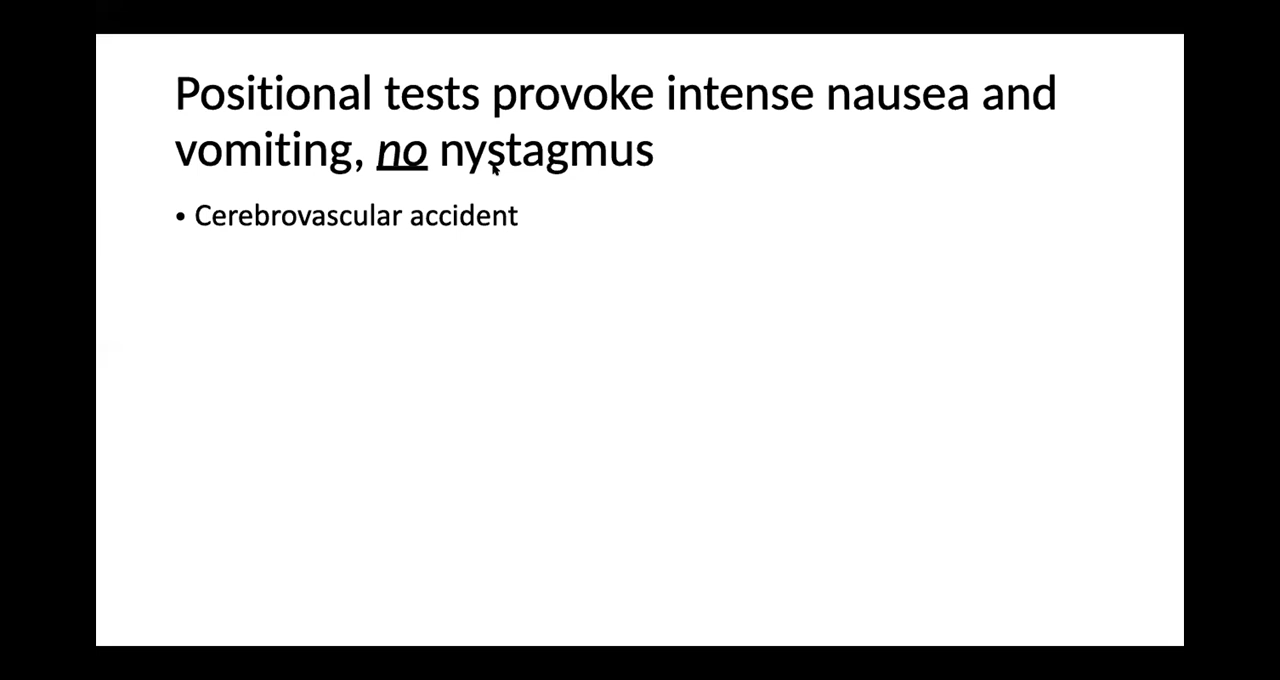 Positional tests provoke intense nausea and
vomiting, no nystagmus
• Cerebrovascular accident